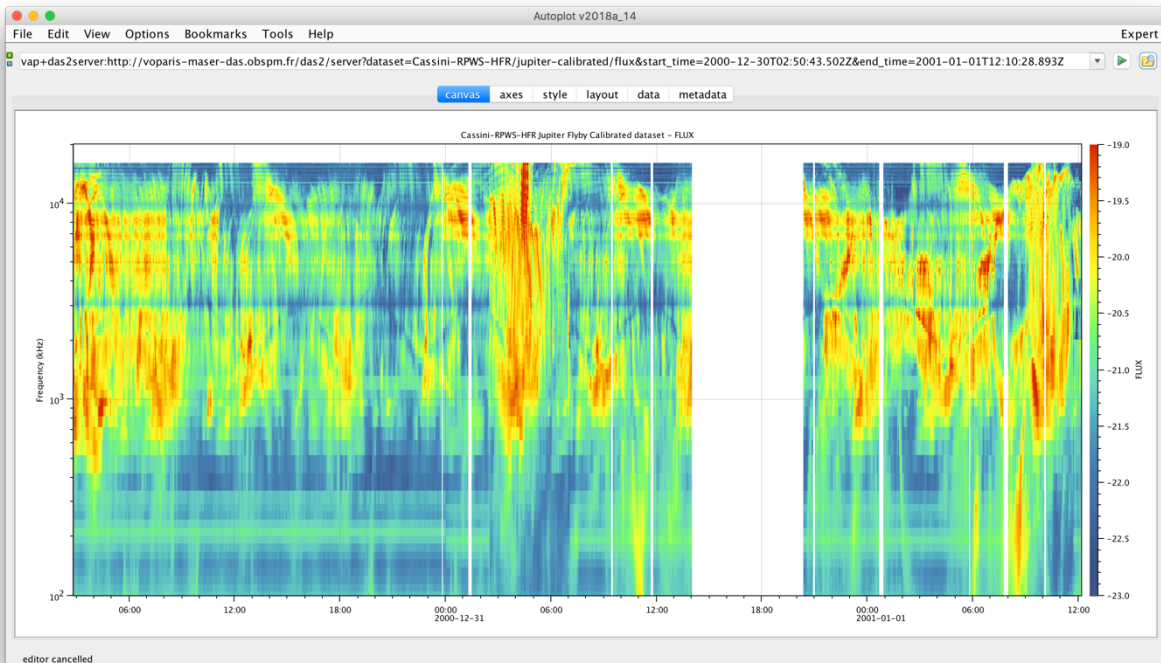 Autoplot v2018a_14
File Edit View Options Bookmarks Tools Help Expert
vap+das2server:http://voparis-maser-das.obspm.fr/das2/server?dataset=Cassini-RPWS-HFR/jupiter-calibrated/flux&start_time=2000-12-30T02:50:43.502Z&end_time=2001-01-01T12:10:28.893Z
canvas axes style layout data metadata
Cassini-RPWS-HFR Jupiter Flyby Calibrated dataset - FLUX
Frequency (kHz)
10⁴
10³
10²
06:00 12:00 18:00 00:00 06:00 12:00 18:00 00:00 06:00 12:00
2000-12-31 2001-01-01
-19.0
-19.5
-20.0
-20.5
-21.0
-21.5
-22.0
-22.5
-23.0
FLUX
editor cancelled